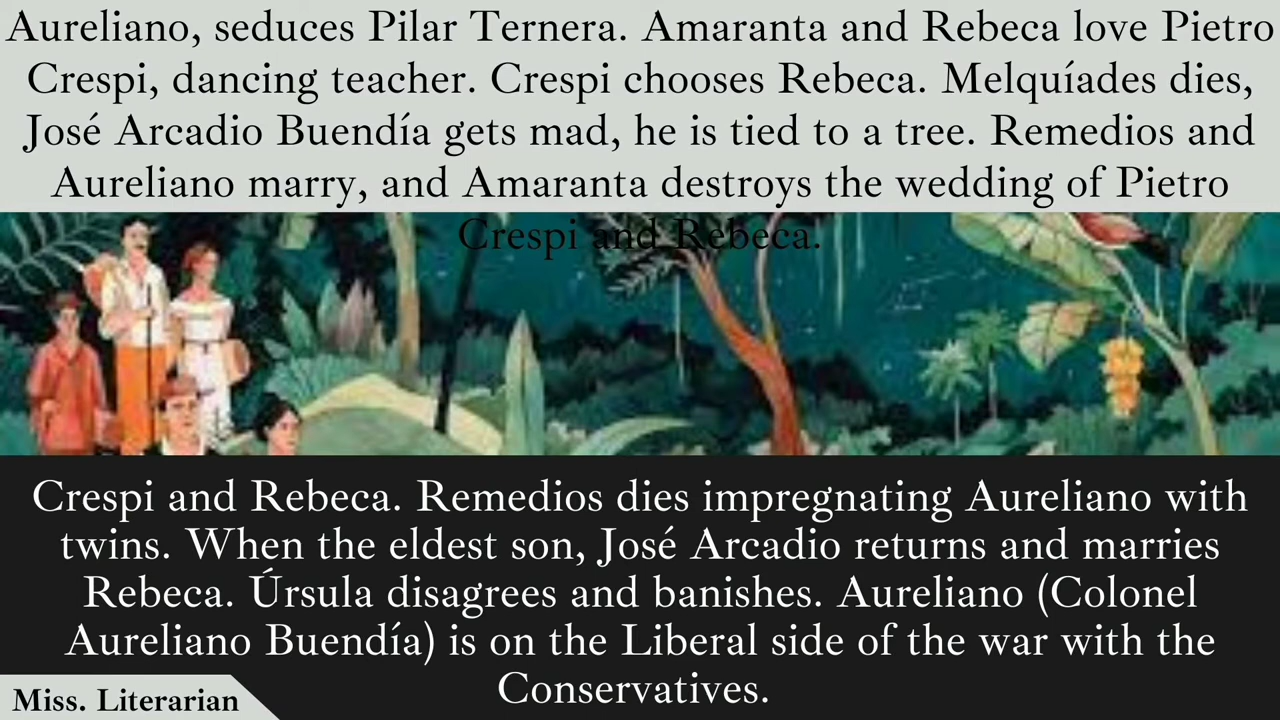 Aureliano, seduces Pilar Ternera. Amaranta and Rebeca love Pietro
Crespi, dancing teacher. Crespi chooses Rebeca. Melquíades dies,
José Arcadio Buendía gets mad, he is tied to a tree. Remedios and
Aureliano marry, and Amaranta destroys the wedding of Pietro
Crespi and Rebeca.
Crespi and Rebeca. Remedios dies impregnating Aureliano with
twins. When the eldest son, José Arcadio returns and marries
Rebeca. Úrsula disagrees and banishes. Aureliano (Colonel
Aureliano Buendía) is on the Liberal side of the war with the
Conservatives.
Miss. Literarian